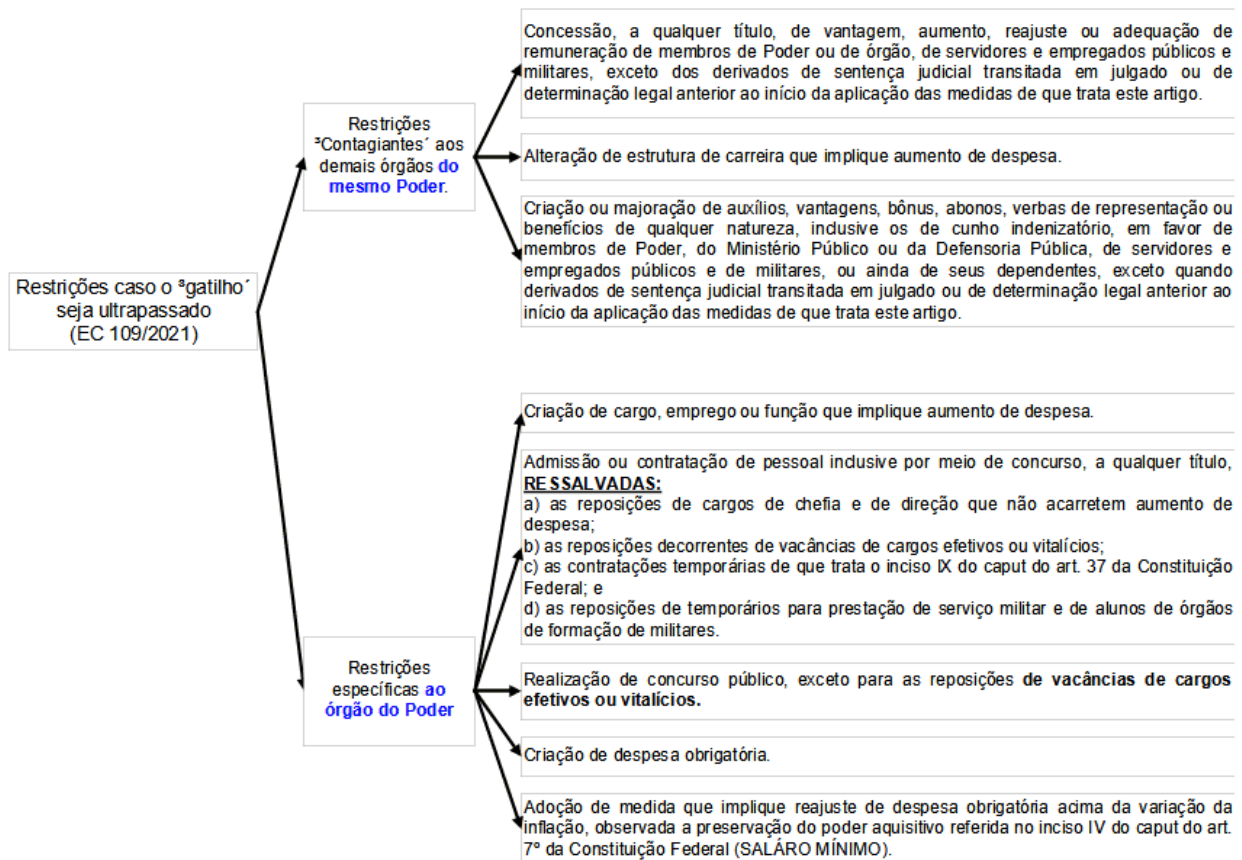 Restrições caso o ³gatilho´
seja ultrapassado
(EC 109/2021)
Restrições
³Contagiantes´ aos
demais órgãos do
mesmo Poder.
Concessão, a qualquer título, de vantagem, aumento, reajuste ou adequação de
remuneração de membros de Poder ou de órgão, de servidores e empregados públicos e
militares, exceto dos derivados de sentença judicial transitada em julgado ou de
determinação legal anterior ao início da aplicação das medidas de que trata este artigo.
Alteração de estrutura de carreira que implique aumento de despesa.
Criação ou majoração de auxílios, vantagens, bônus, abonos, verbas de representação ou
benefícios de qualquer natureza, inclusive os de cunho indenizatório, em favor de
membros de Poder, do Ministério Público ou da Defensoria Pública, de servidores e
empregados públicos e de militares, ou ainda de seus dependentes, exceto quando
derivados de sentença judicial transitada em julgado ou de determinação legal anterior ao
início da aplicação das medidas de que trata este artigo.
Restrições
específicas ao
órgão do Poder
Criação de cargo, emprego ou função que implique aumento de despesa.
Admissão ou contratação de pessoal inclusive por meio de concurso, a qualquer título,
RESSALVADAS:
a) as reposições de cargos de chefia e de direção que não acarretem aumento de
despesa;
b) as reposições decorrentes de vacâncias de cargos efetivos ou vitalícios;
c) as contratações temporárias de que trata o inciso IX do caput do art. 37 da Constituição
Federal; e
d) as reposições de temporários para prestação de serviço militar e de alunos de órgãos
de formação de militares.
Realização de concurso público, exceto para as reposições de vacâncias de cargos
efetivos ou vitalícios.
Criação de despesa obrigatória.
Adoção de medida que implique reajuste de despesa obrigatória acima da variação da
inflação, observada a preservação do poder aquisitivo referida no inciso IV do caput do art.
7º da Constituição Federal (SALÁRO MÍNIMO).